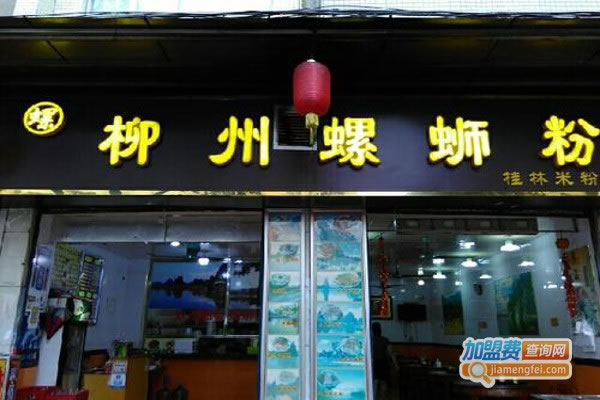 螺
柳州螺蛳粉
桂林米粉
加盟费查询网
jiamengfei.com